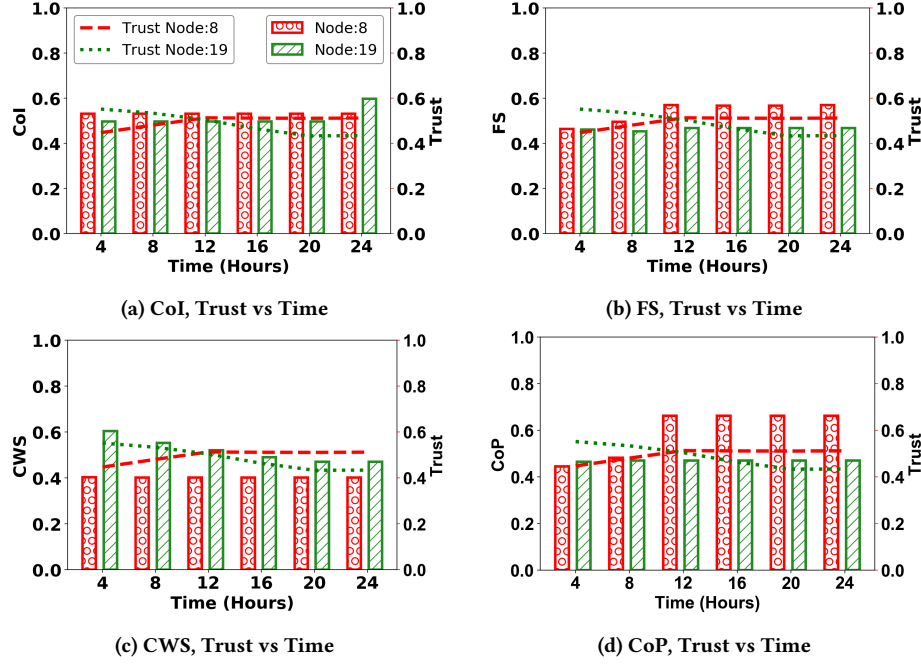 1.0
0.8
0.6
0.4
0.2
0.0
CoI
Trust Node:8
Trust Node:19
Node:8
Node:19
1.0
0.8
0.6
0.4
0.2
0.0
Trust
4 8 12 16 20 24
Time (Hours)
(a) CoI, Trust vs Time
1.0
0.8
0.6
0.4
0.2
0.0
FS
1.0
0.8
0.6
0.4
0.2
0.0
Trust
4 8 12 16 20 24
Time (Hours)
(b) FS, Trust vs Time
1.0
0.8
0.6
0.4
0.2
0.0
CWS
1.0
0.8
0.6
0.4
0.2
0.0
Trust
4 8 12 16 20 24
Time (Hours)
(c) CWS, Trust vs Time
1.0
0.8
0.6
0.4
0.2
0.0
CoP
1.0
0.8
0.6
0.4
0.2
0.0
Trust
4 8 12 16 20 24
Time (Hours)
(d) CoP, Trust vs Time